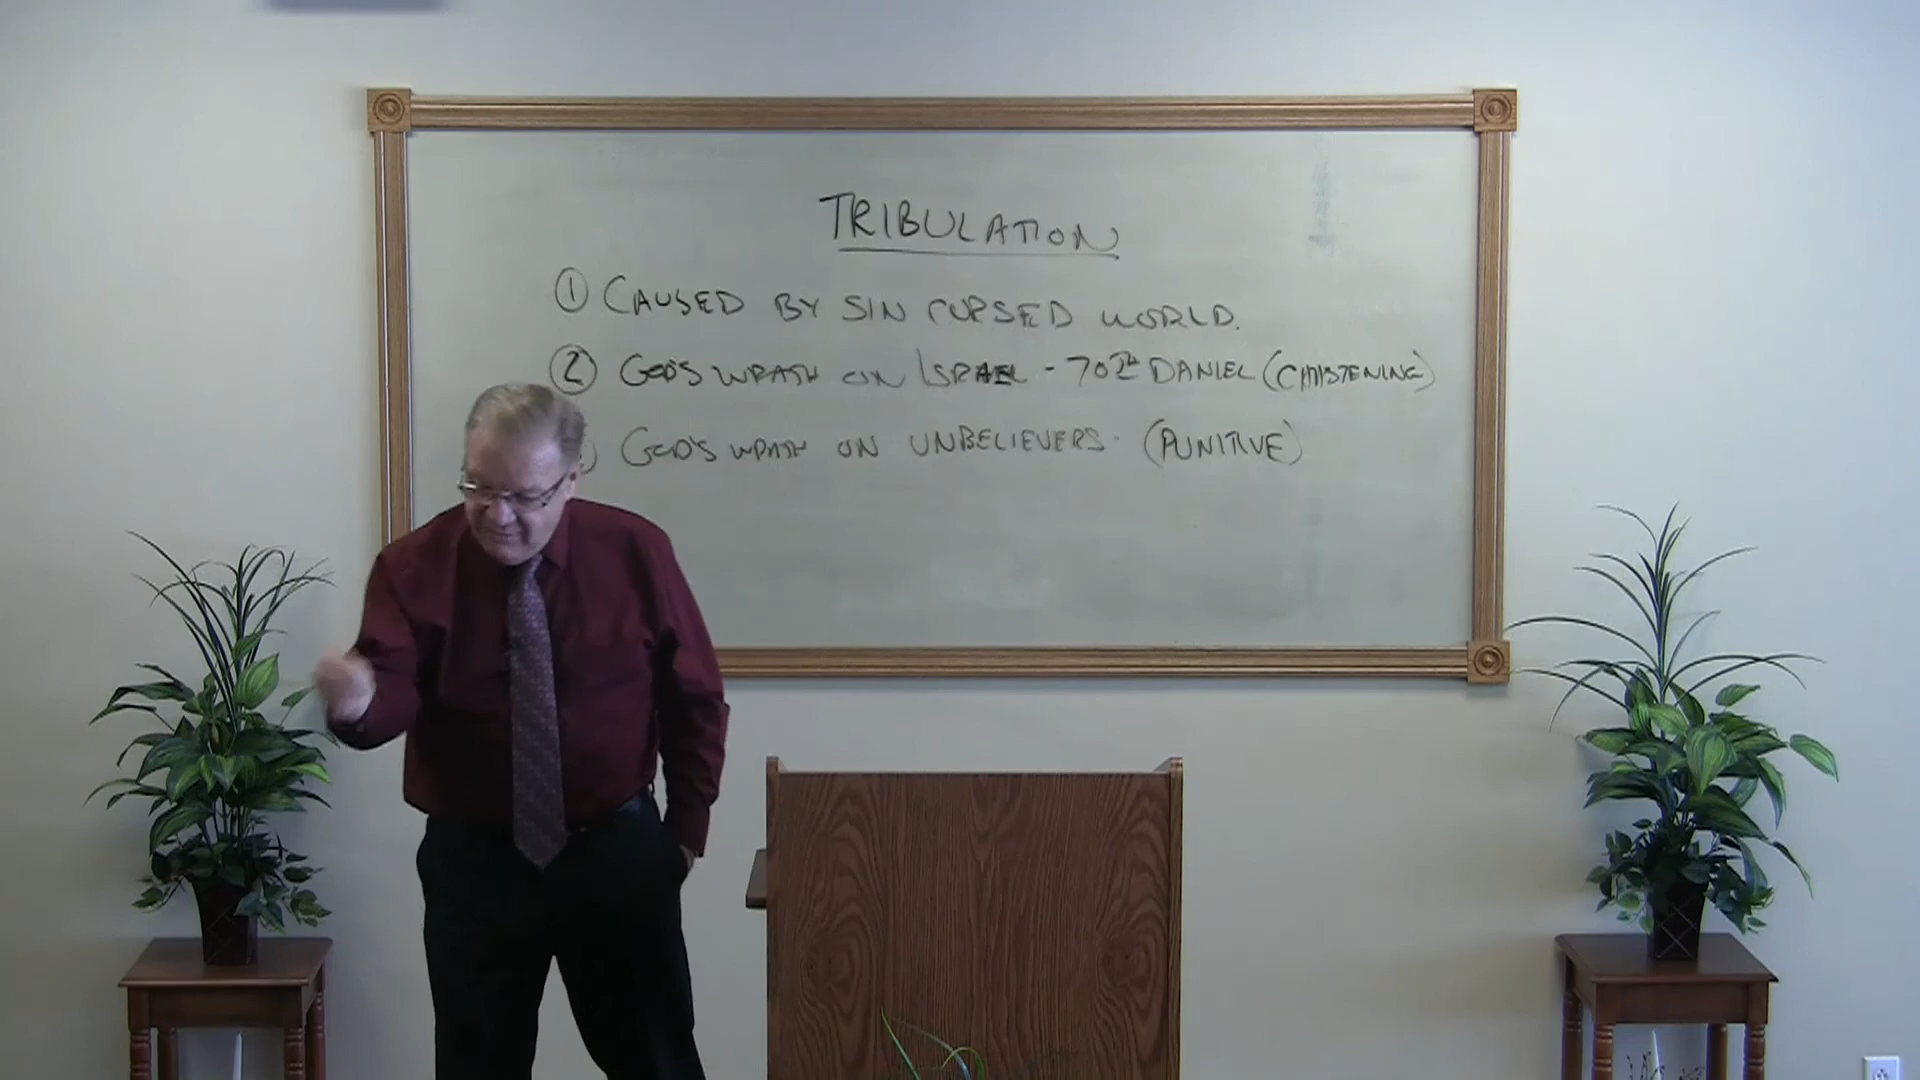 TRIBULATION
① CAUSED BY SIN CURSED WORLD.
② GOD'S WRATH ON ISRAEL - 70TH DANIEL (CHISTENING)
GOD'S WRATH ON UNBELIEVERS. (PUNITIVE)